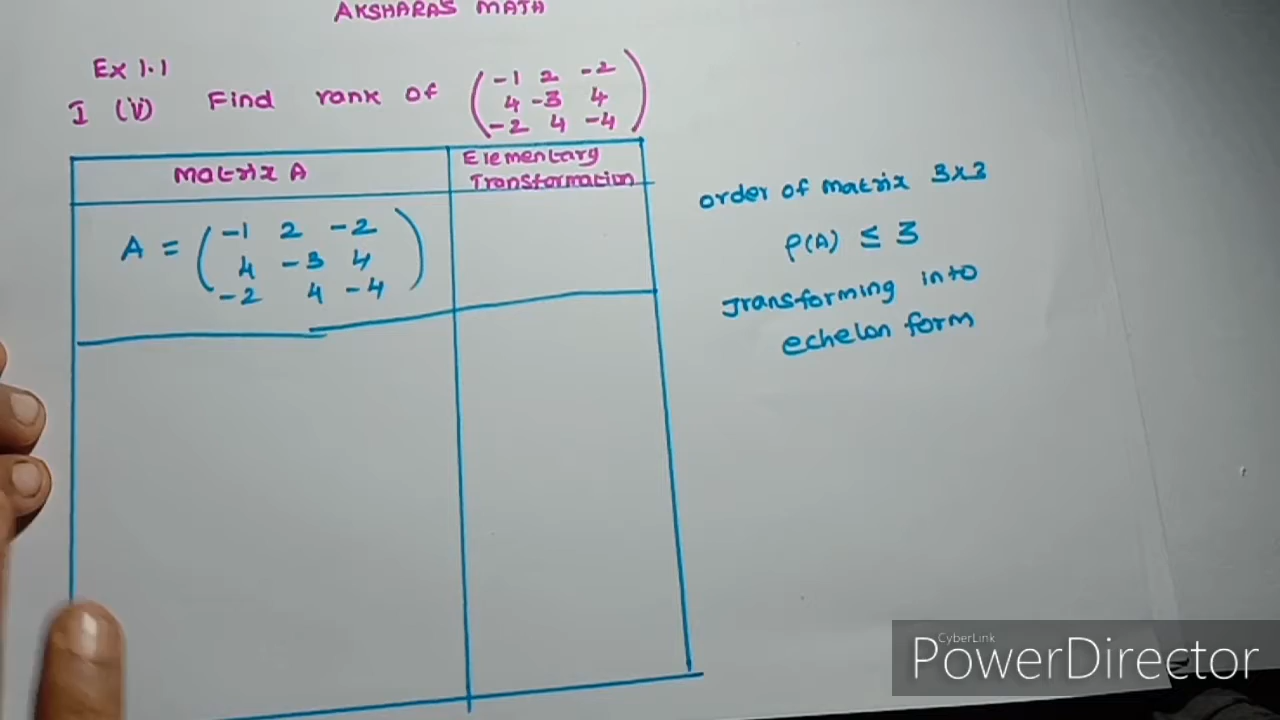 AKSHARAS MATH
Ex 1.1
I (V) Find rank of
-1 2 -2
4 -3 4
-2 4 -4
Matrix A
Elementary
Transformation
A =
-1 2 -2
4 -3 4
-2 4 -4
order of matrix 3x3
ρ(A) ≤ 3
Transforming into
echelon form
CyberLink
PowerDirector